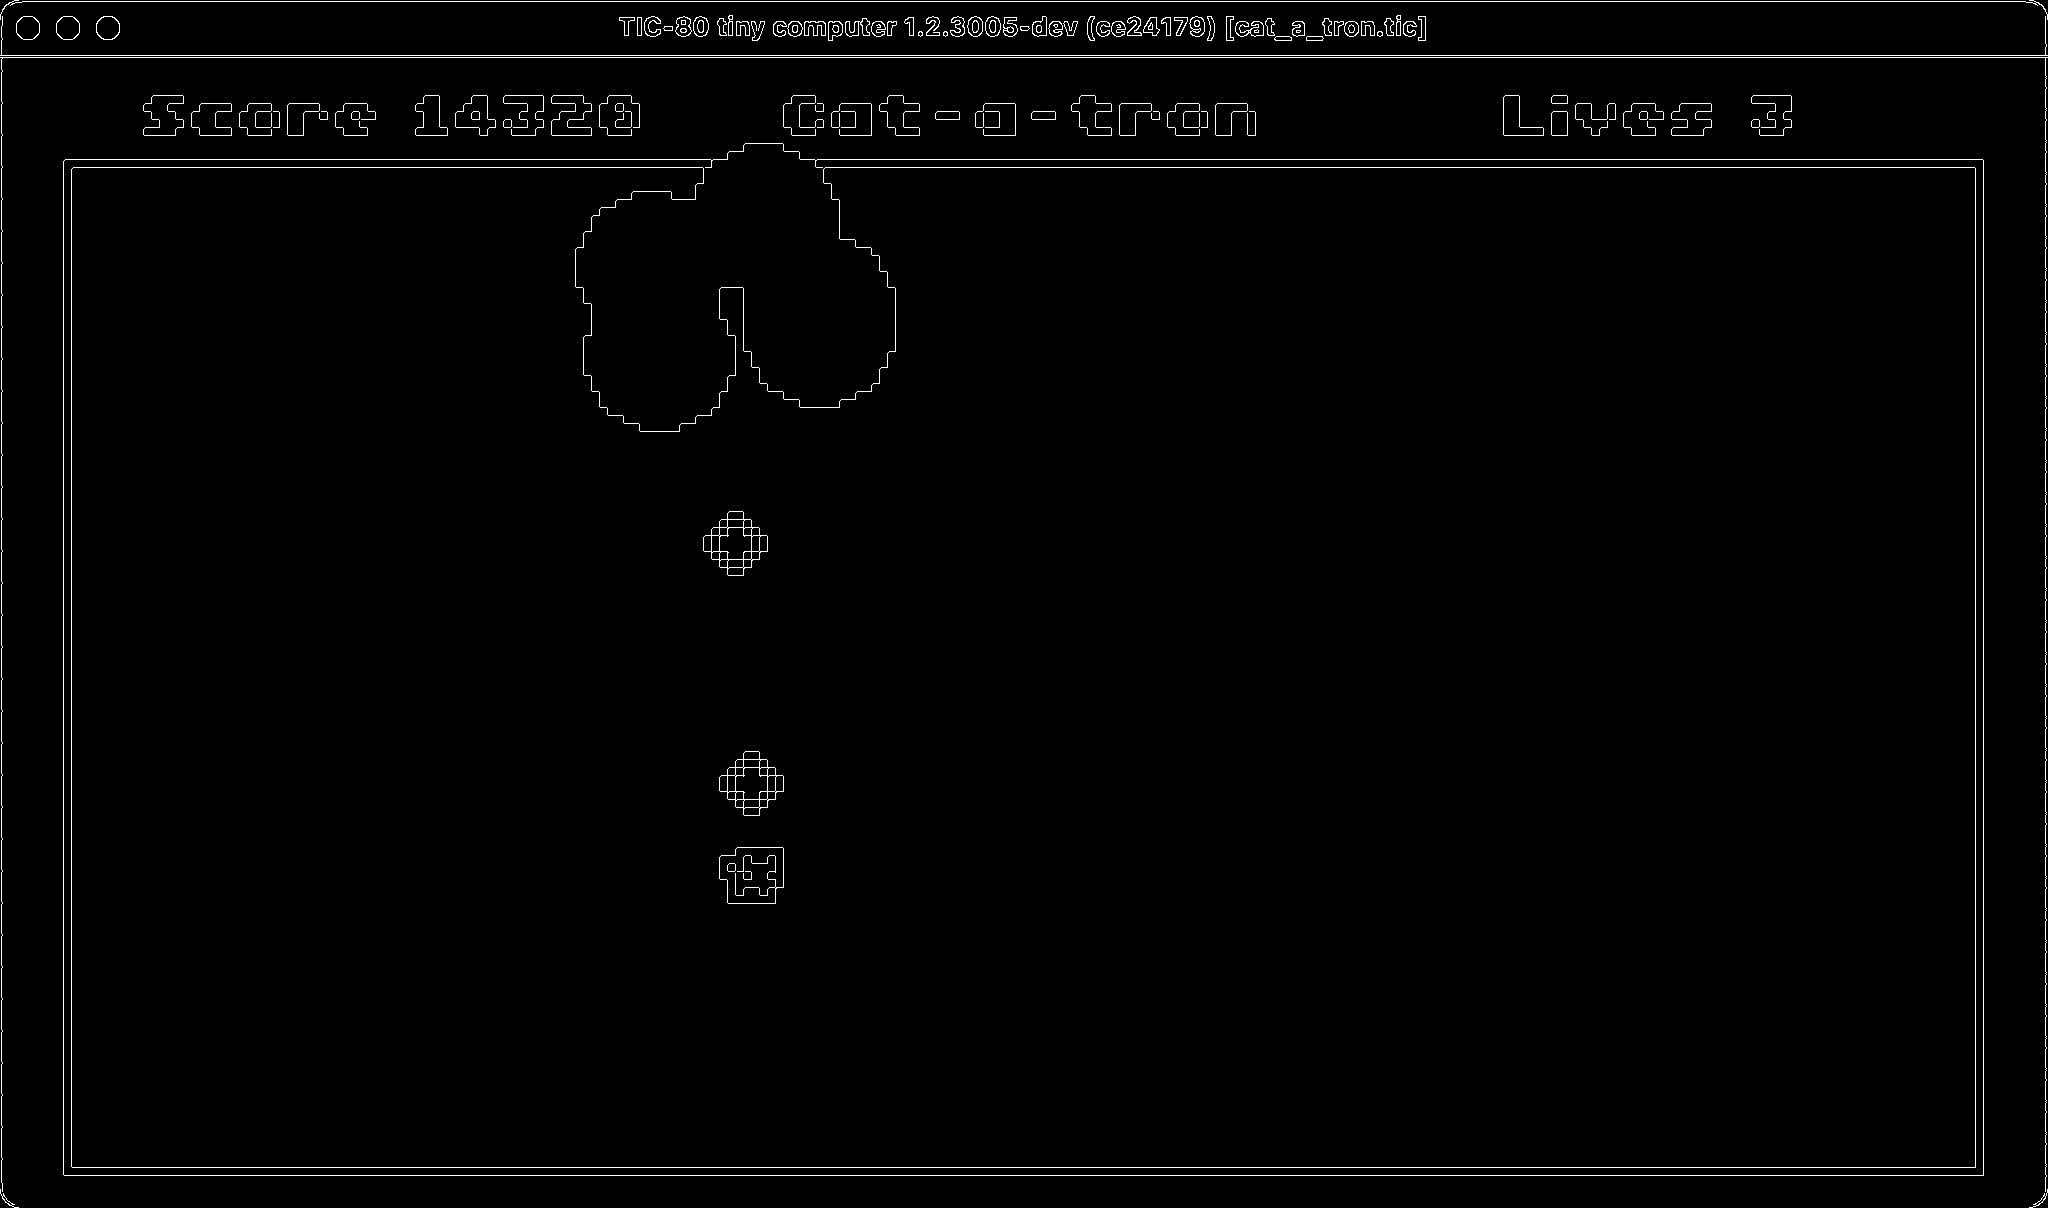 TIC-80 tiny computer 1.2.3005-dev (ce24179) [cat_a_tron.tic]
Score 14320 Cat-a-tron Lives 3